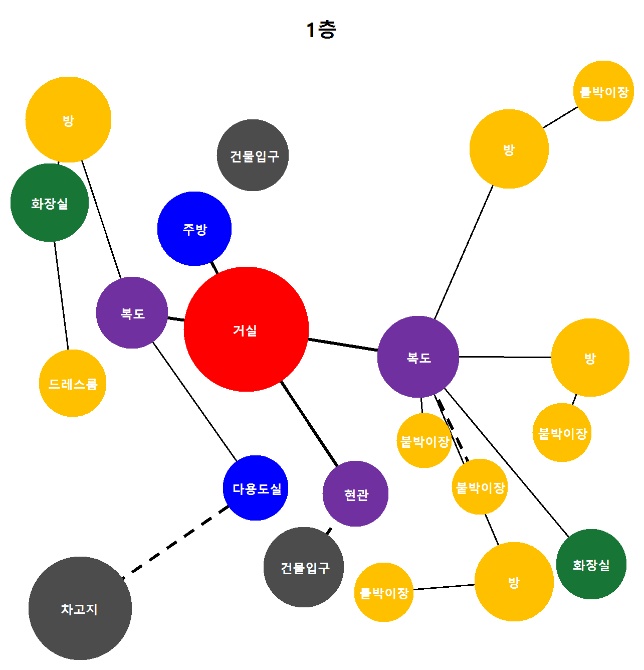 1층
방
붙박이장
방
건물입구
화장실
주방
복도
거실
복도
방
드레스룸
붙박이장
붙박이장
다용도실
현관
붙박이장
건물입구
화장실
방
붙박이장
차고지